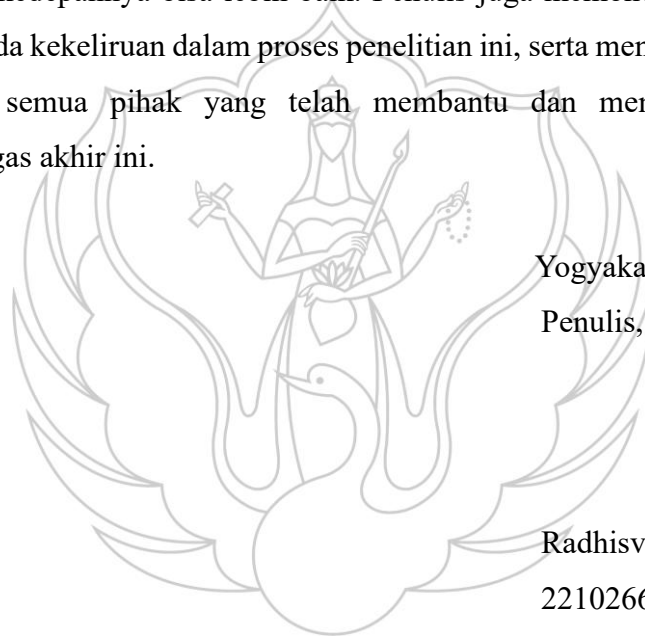 da kekeliruan dalam proses penelitian ini, serta men
semua pihak yang telah membantu dan mer
gas akhir ini.
Yogyaka
Penulis,
Radhisv
2210266